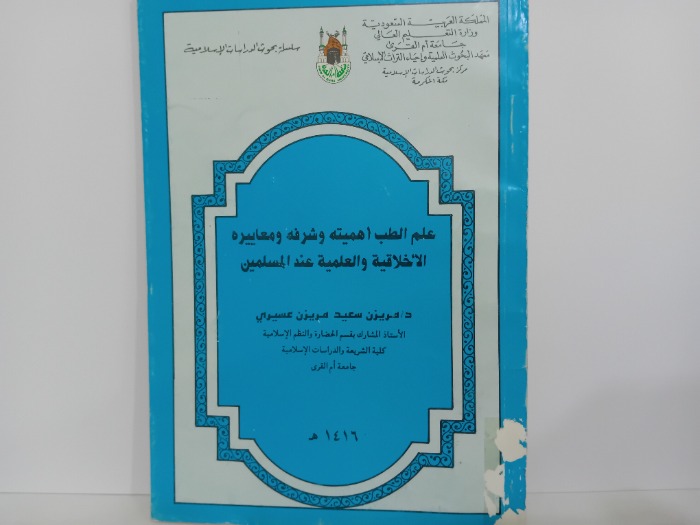 المملكة العربية السعودية
وزارة التعليم العالي
جامعة أم القرى
معهد البحوث العلمية وإحياء التراث الإسلامي
مركز بحوث الدراسات الإسلامية
مكة المكرمة
سلسلة بحوث الدراسات الإسلامية
علم الطب أهميته وشرفه ومعاييره
الأخلاقية والعلمية عند المسلمين
د/مريزن سعيد مريزن عسيري
الأستاذ المشارك بقسم الحضارة والنظم الإسلامية
كلية الشريعة والدراسات الإسلامية
جامعة أم القرى
١٤١٦ هـ